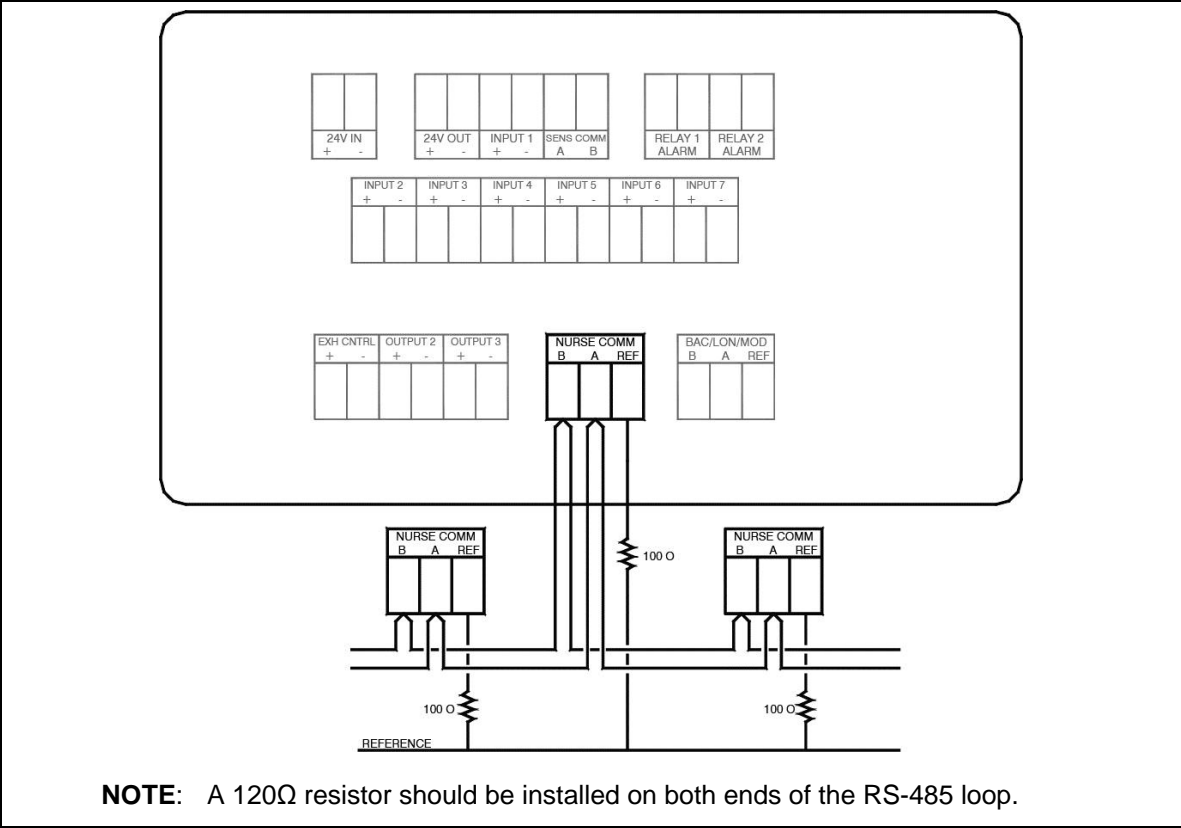 24V IN
+ -
24V OUT INPUT 1 SENS COMM
+ - + - A B
RELAY 1 RELAY 2
ALARM ALARM
INPUT 2 INPUT 3 INPUT 4 INPUT 5 INPUT 6 INPUT 7
+ - + - + - + - + - + -
EXH CNTRL OUTPUT 2 OUTPUT 3
+ - + - + -
NURSE COMM
B A REF
BAC/LON/MOD
B A REF
NURSE COMM
B A REF
100 O
NURSE COMM
B A REF
100 O
100 O
REFERENCE
NOTE: A 120Ω resistor should be installed on both ends of the RS-485 loop.